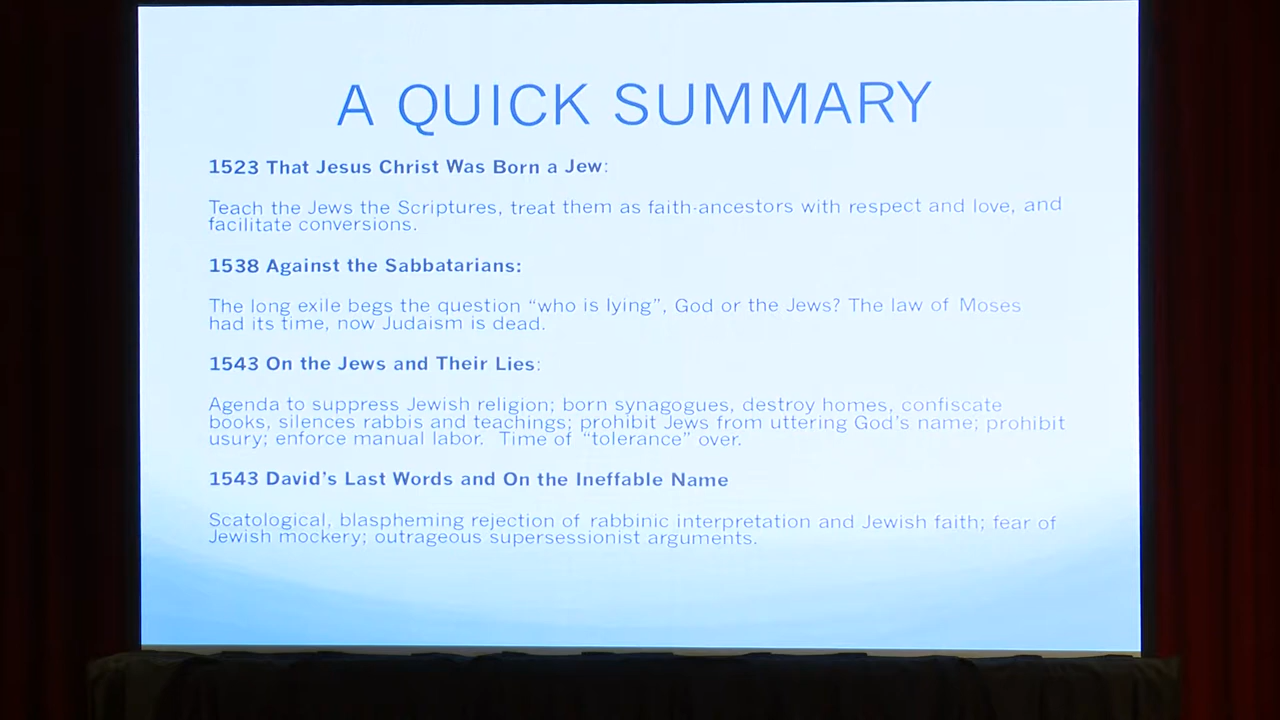 A QUICK SUMMARY
1523 That Jesus Christ Was Born a Jew:
Teach the Jews the Scriptures, treat them as faith-ancestors with respect and love, and
facilitate conversions.
1538 Against the Sabbatarians:
The long exile begs the question “who is lying”, God or the Jews? The law of Moses
had its time, now Judaism is dead.
1543 On the Jews and Their Lies:
Agenda to suppress Jewish religion; born synagogues, destroy homes, confiscate
books, silences rabbis and teachings; prohibit Jews from uttering God’s name; prohibit
usury; enforce manual labor. Time of “tolerance” over.
1543 David’s Last Words and On the Ineffable Name
Scatological, blaspheming rejection of rabbinic interpretation and Jewish faith; fear of
Jewish mockery; outrageous supersessionist arguments.